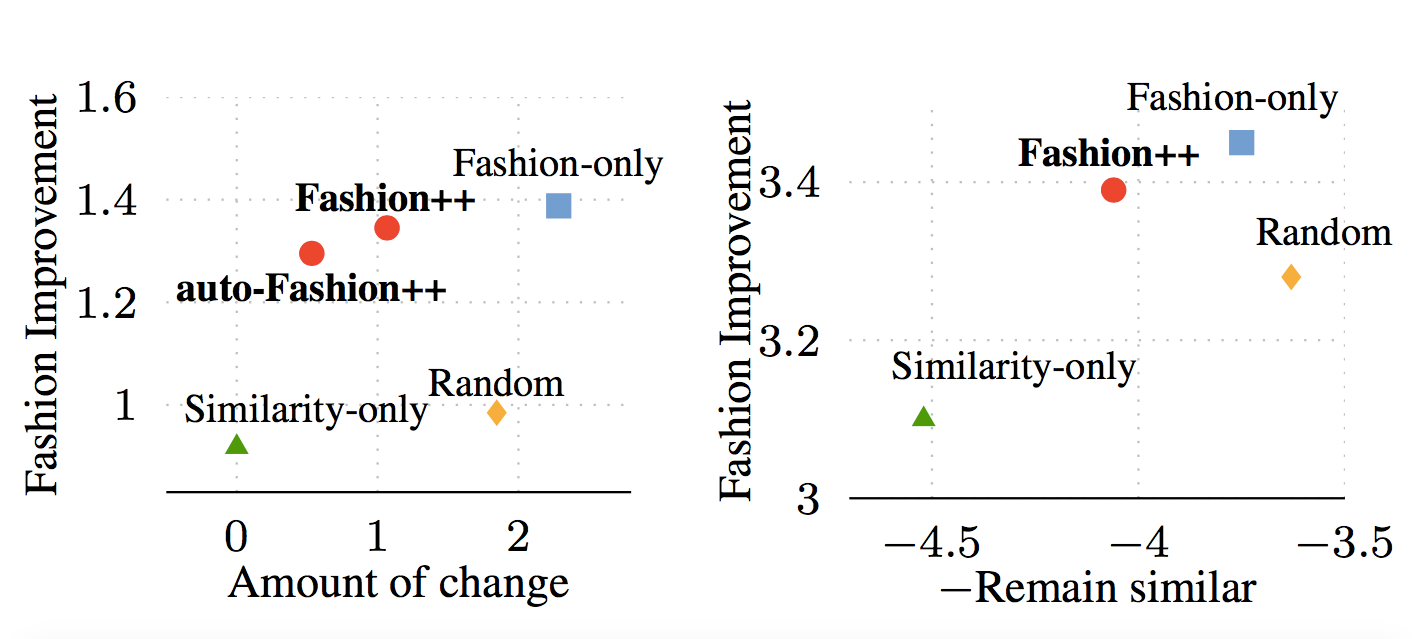 Fashion Improvement
1.6
1.4
1.2
1
Fashion-only
Fashion++
auto-Fashion++
Random
Similarity-only
0 1 2
Amount of change
Fashion Improvement
3.4
3.2
3
Fashion-only
Fashion++
Random
Similarity-only
−4.5 −4 −3.5
−Remain similar